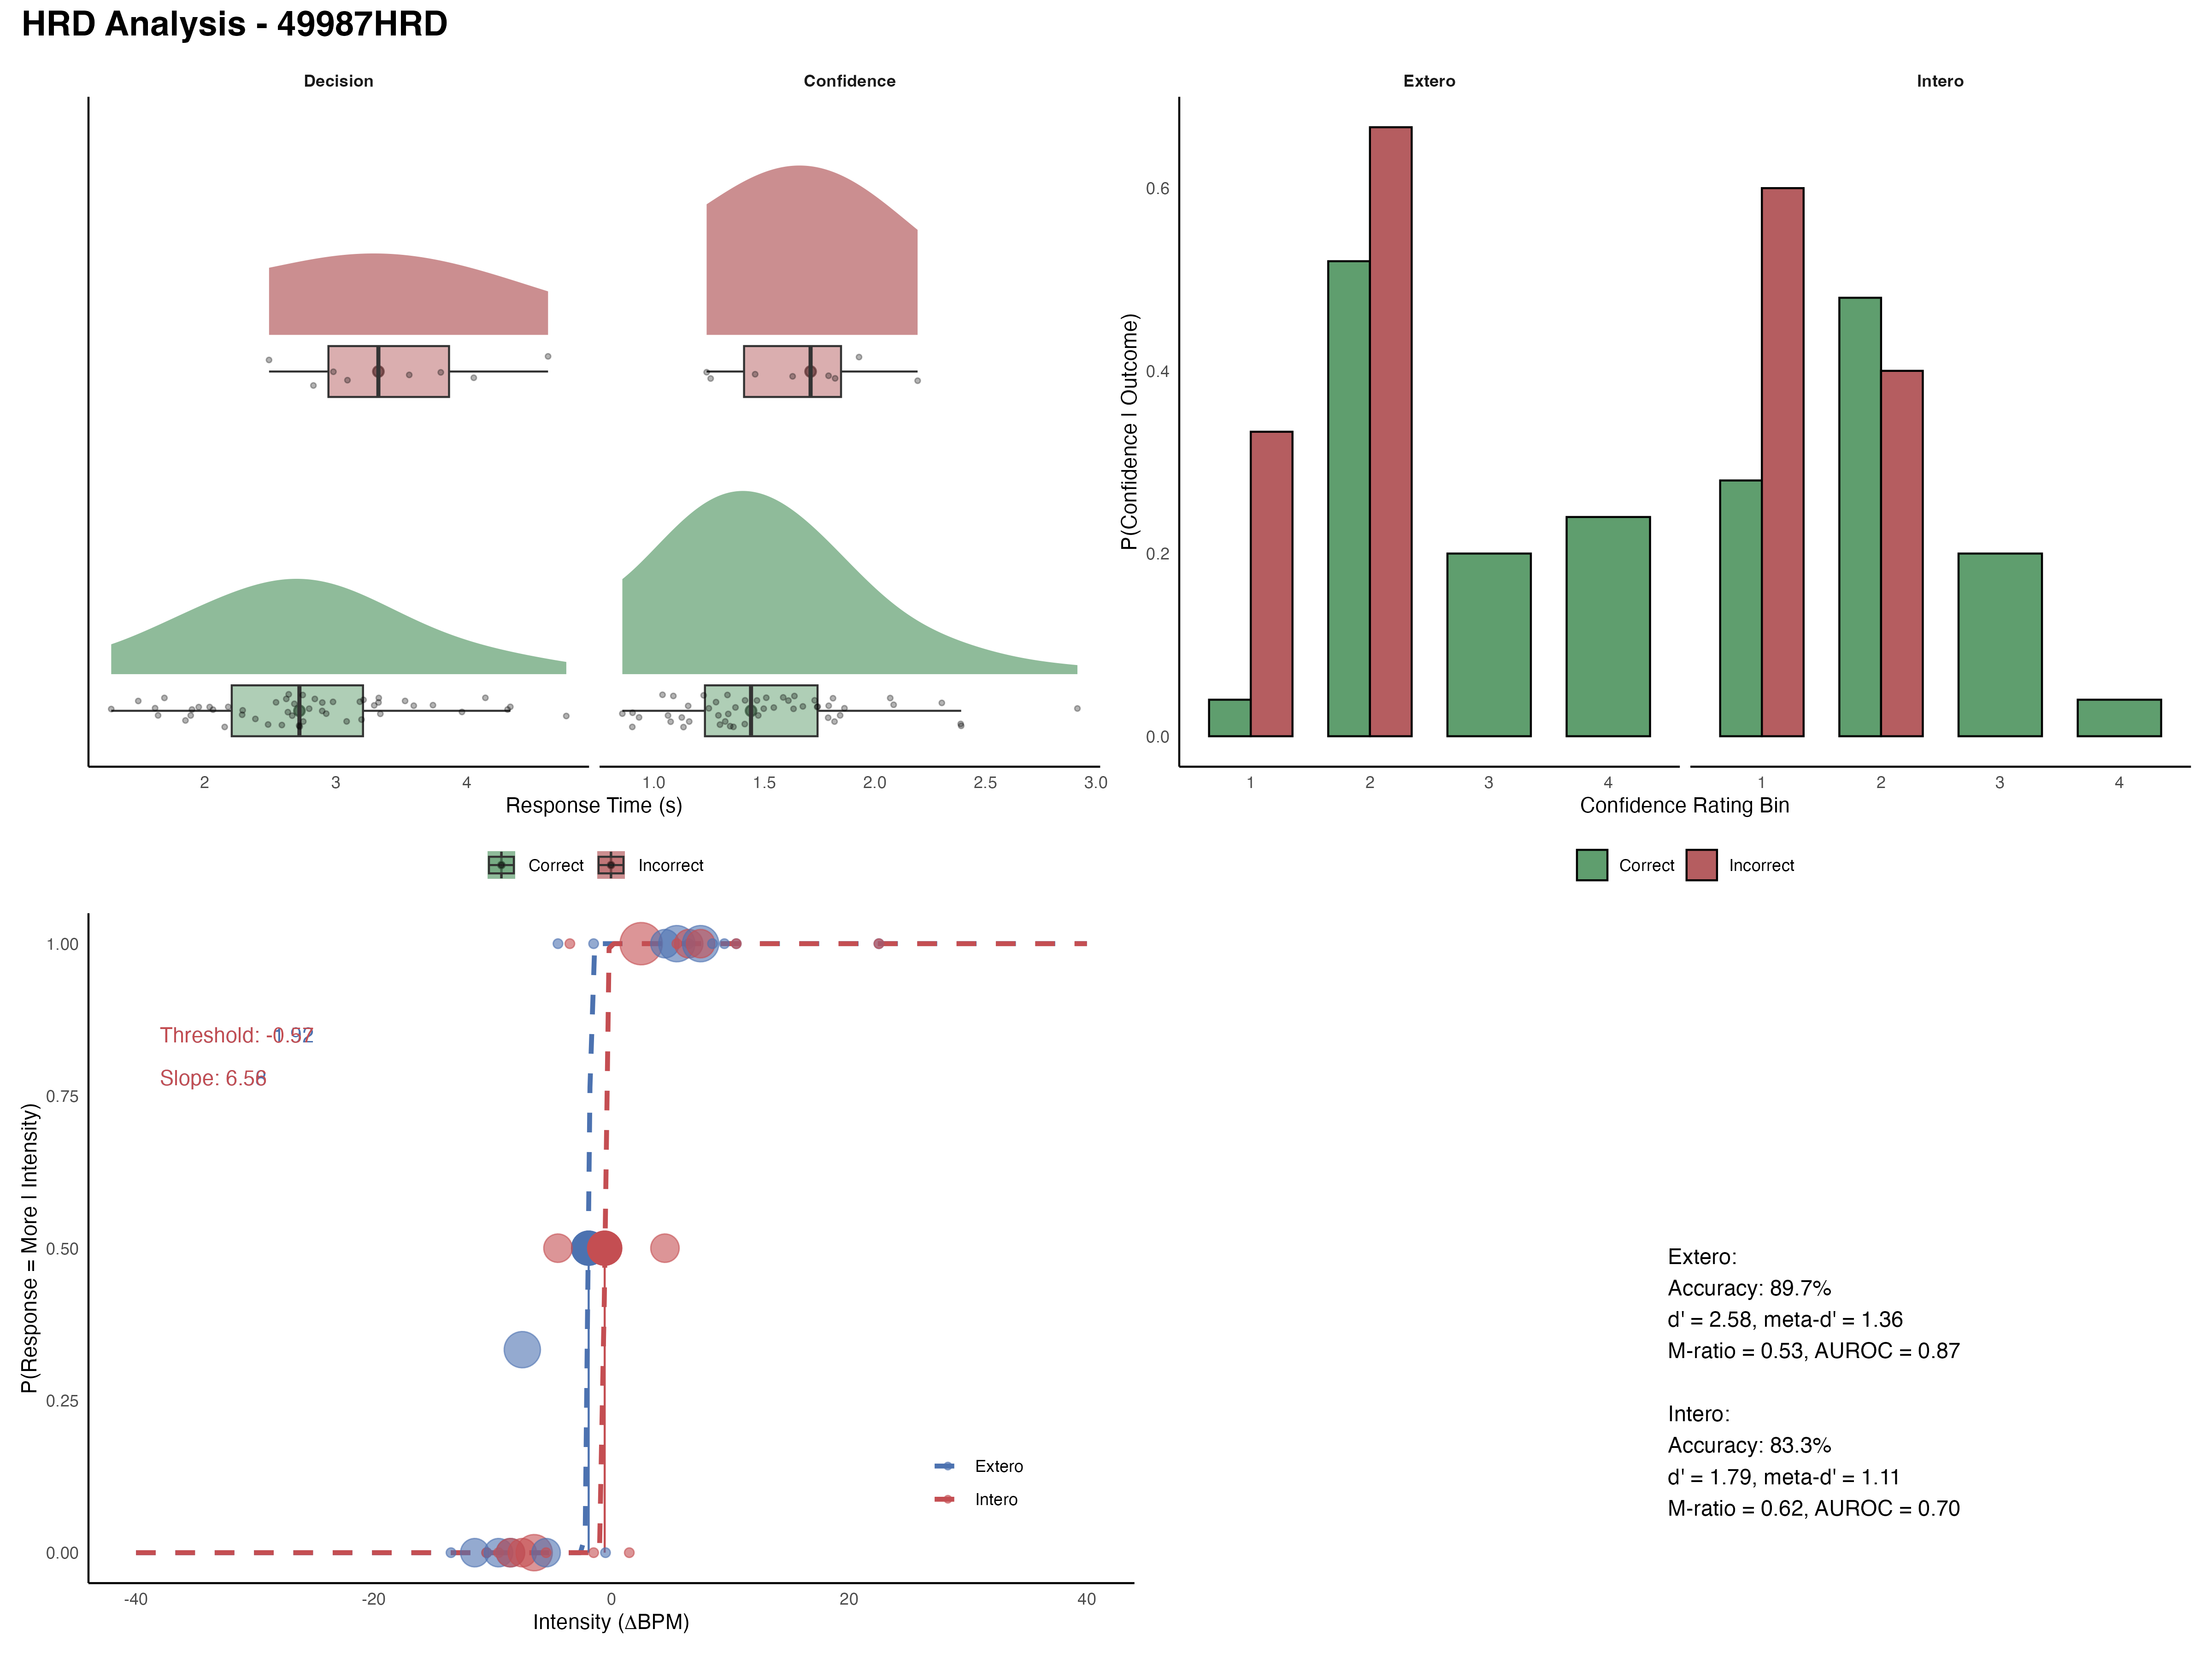 HRD Analysis - 49987HRD
Decision
Confidence
2
3
4
1.0
1.5
2.0
2.5
3.0
Response Time (s)
Correct
Incorrect
Extero
Intero
P(Confidence | Outcome)
0.6
0.4
0.2
0.0
1
2
3
4
1
2
3
4
Confidence Rating Bin
Correct
Incorrect
P(Response = More | Intensity)
1.00
0.75
0.50
0.25
0.00
Threshold:
Slope:
Extero
Intero
-40
-20
0
20
40
Intensity (ΔBPM)
Extero:
Accuracy: 89.7%
d' = 2.58, meta-d' = 1.36
M-ratio = 0.53, AUROC = 0.87
Intero:
Accuracy: 83.3%
d' = 1.79, meta-d' = 1.11
M-ratio = 0.62, AUROC = 0.70